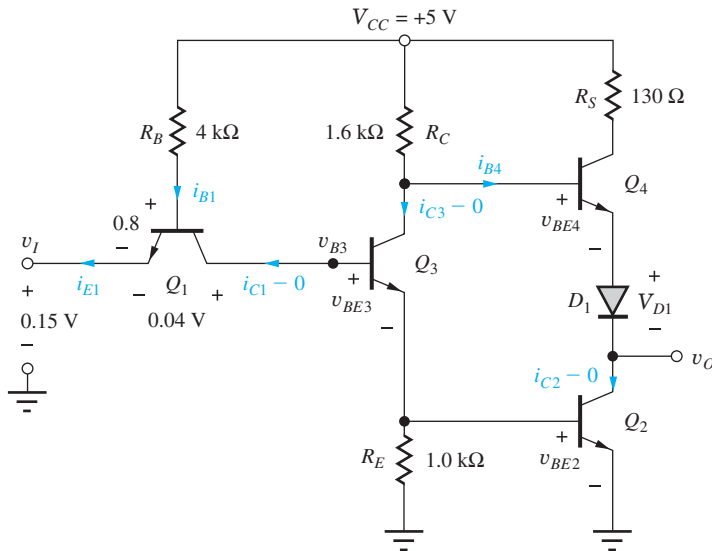 V_CC = +5 V
R_S 130 Ω
R_B 4 kΩ
1.6 kΩ R_C
i_B1
i_B4
Q_4
+
v_BE4
−
i_C3 − 0
+
0.8
−
v_I
i_E1
− Q_1 +
0.04 V
i_C1 − 0
v_B3
Q_3
+
v_BE3
−
+
0.15 V
−
D_1
+
V_D1
−
v_O
i_C2 − 0
Q_2
+
v_BE2
−
R_E 1.0 kΩ